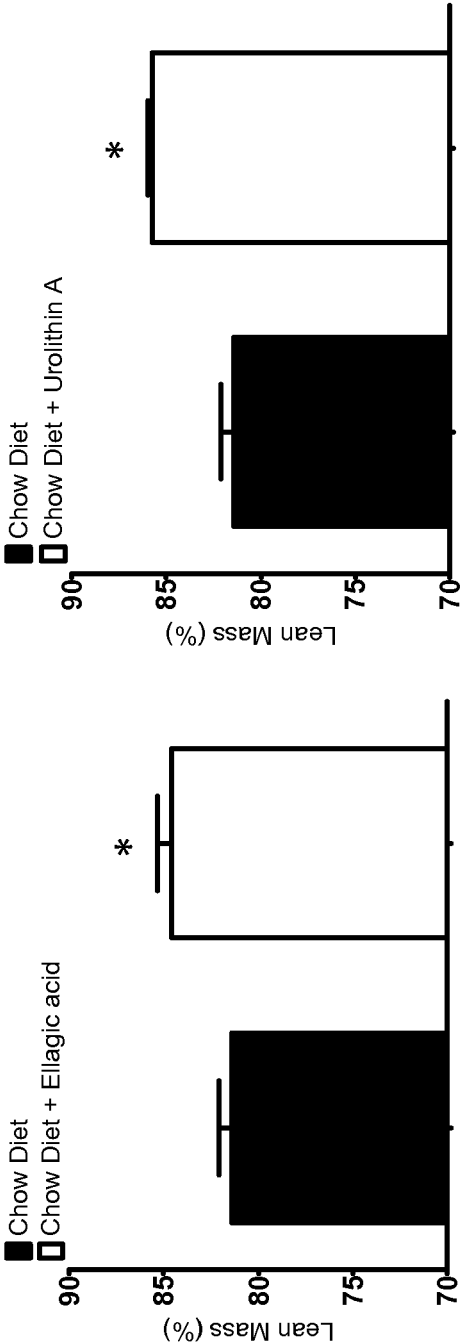 Chow Diet
Chow Diet + Ellagic acid
90
85
80
75
70
Lean Mass (%)
*
Chow Diet
Chow Diet + Urolithin A
90
85
80
75
70
Lean Mass (%)
*